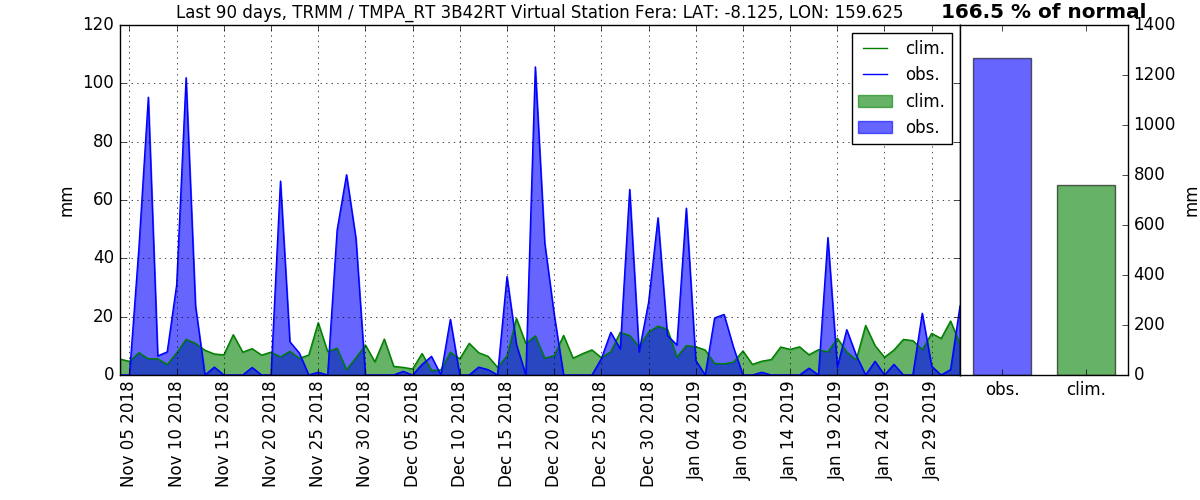 Last 90 days, TRMM / TMPA_RT 3B42RT Virtual Station Fera: LAT: -8.125, LON: 159.625
166.5 % of normal
120
100
80
60
40
20
0
mm
clim.
obs.
clim.
obs.
1400
1200
1000
800
600
400
200
0
mm
obs.
clim.
Nov 05 2018
Nov 10 2018
Nov 15 2018
Nov 20 2018
Nov 25 2018
Nov 30 2018
Dec 05 2018
Dec 10 2018
Dec 15 2018
Dec 20 2018
Dec 25 2018
Dec 30 2018
Jan 04 2019
Jan 09 2019
Jan 14 2019
Jan 19 2019
Jan 24 2019
Jan 29 2019